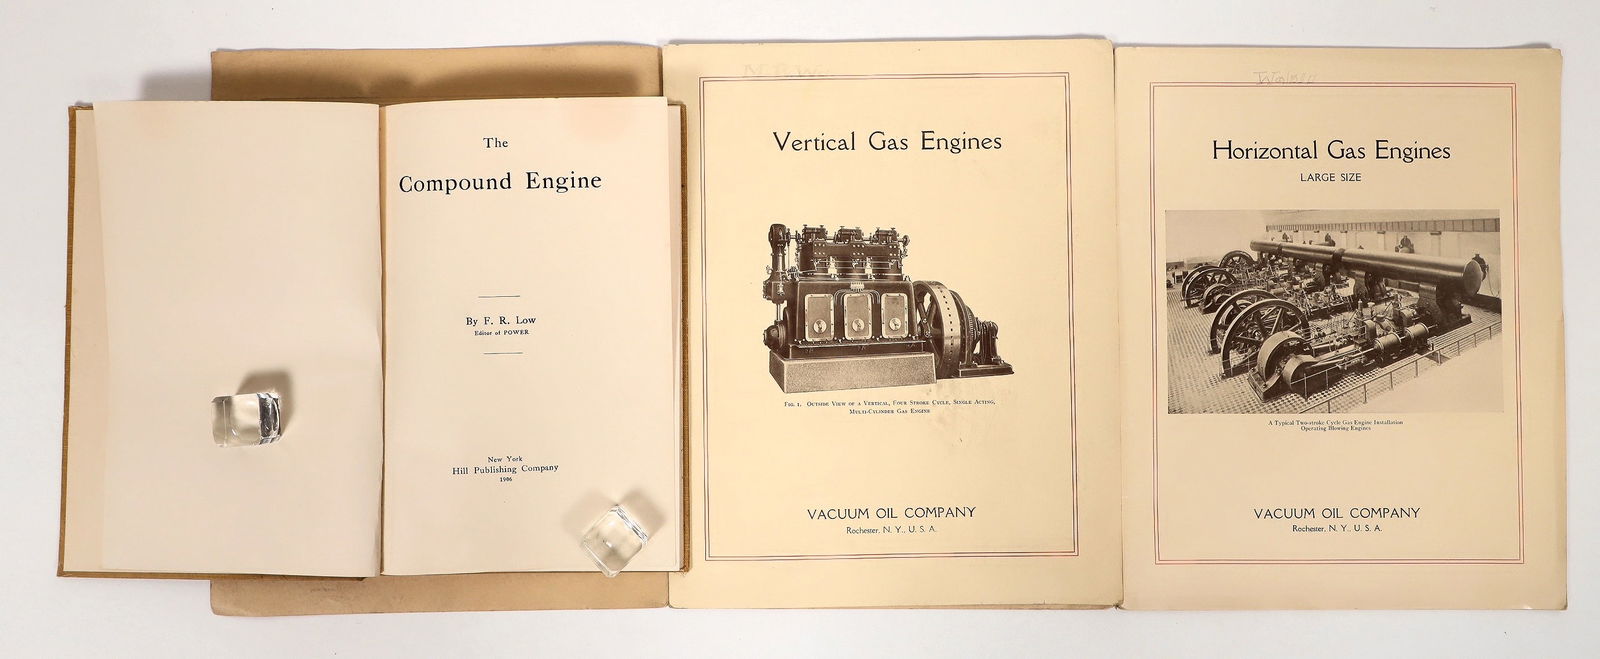 The
Compound Engine
By F. R. Low
Editor of POWER
New York
Hill Publishing Company
1906
Vertical Gas Engines
Fig. 1. Outside View of a Vertical, Four Stroke Cycle, Single Acting,
Multi-Cylinder Gas Engine
VACUUM OIL COMPANY
Rochester, N. Y., U. S. A.
Horizontal Gas Engines
LARGE SIZE
A Typical Two-stroke Cycle Gas Engine Installation
Operating Blowing Engines
VACUUM OIL COMPANY
Rochester, N. Y., U. S. A.